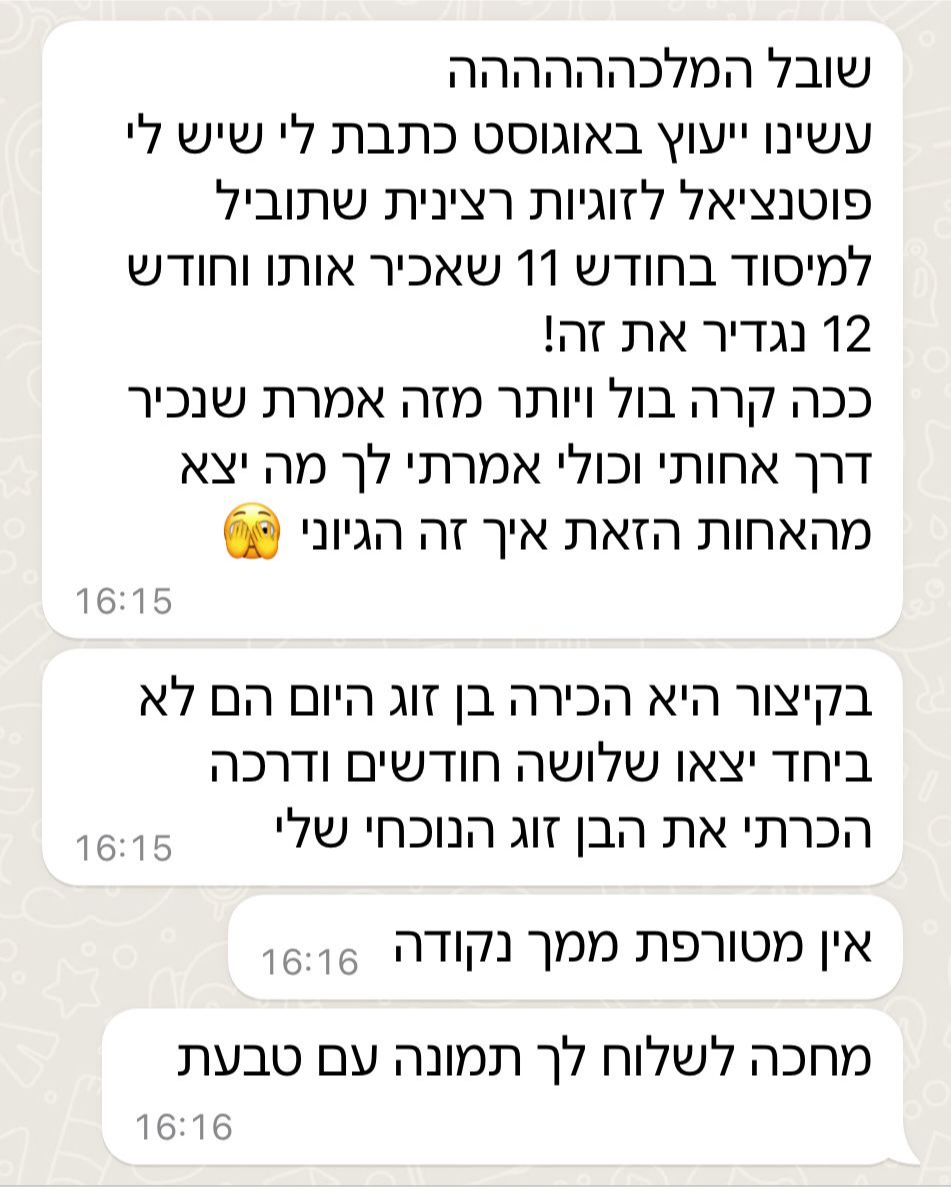 שובל המלכהההההה
עשינו ייעוץ באוגוסט כתבת לי שיש לי
פוטנציאל לזוגיות רצינית שתוביל
למיסוד בחודש 11 שאכיר אותו וחודש
12 נגדיר את זה!
ככה קרה בול ויותר מזה אמרת שנכיר
דרך אחותי וכולי אמרתי לך מה יצא
מהאחות הזאת איך זה הגיוני 🫣
16:15
בקיצור היא הכירה בן זוג היום הם לא
ביחד יצאו שלושה חודשים ודרכה
הכרתי את הבן זוג הנוכחי שלי
16:15
אין מטורפת ממך נקודה
16:16
מחכה לשלוח לך תמונה עם טבעת
16:16